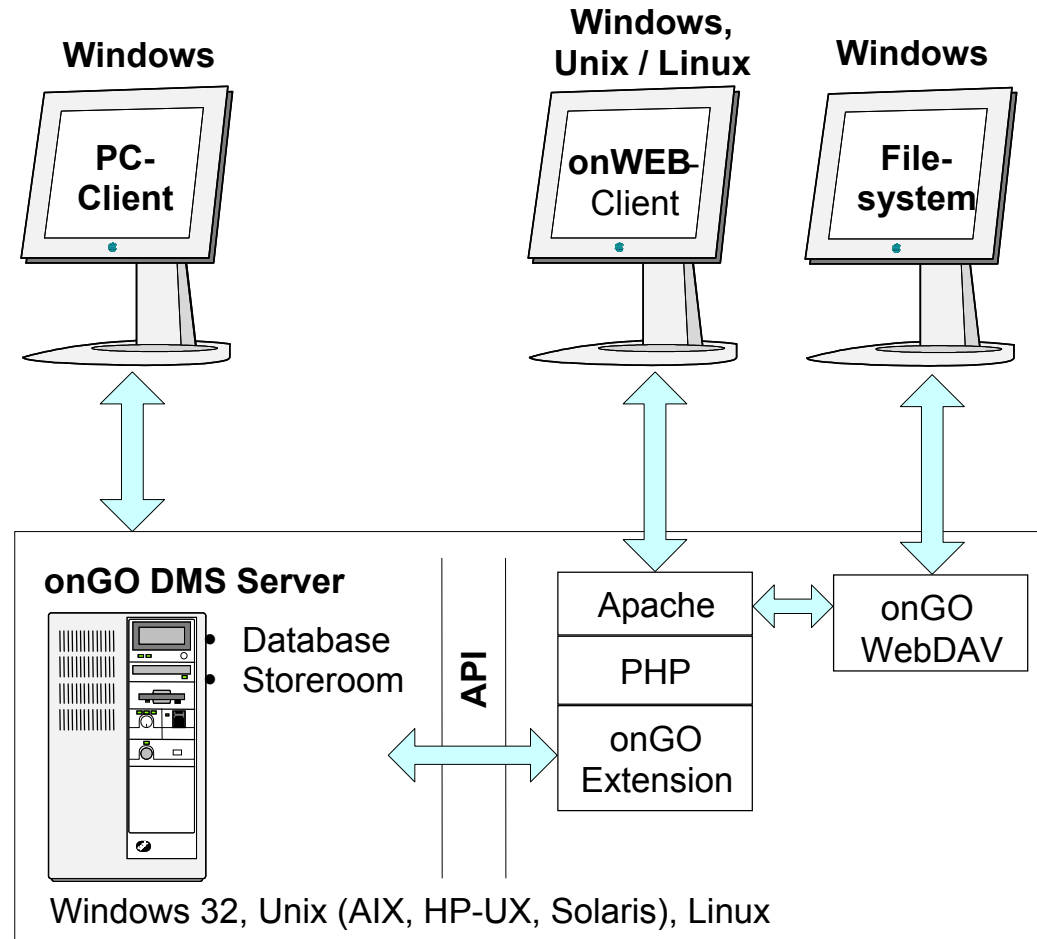 Windows
PC-
Client
Windows,
Unix / Linux
onWEB-
Client
Windows
File-
system
onGO DMS Server
• Database
• Storeroom
API
Apache
PHP
onGO
Extension
onGO
WebDAV
Windows 32, Unix (AIX, HP-UX, Solaris), Linux